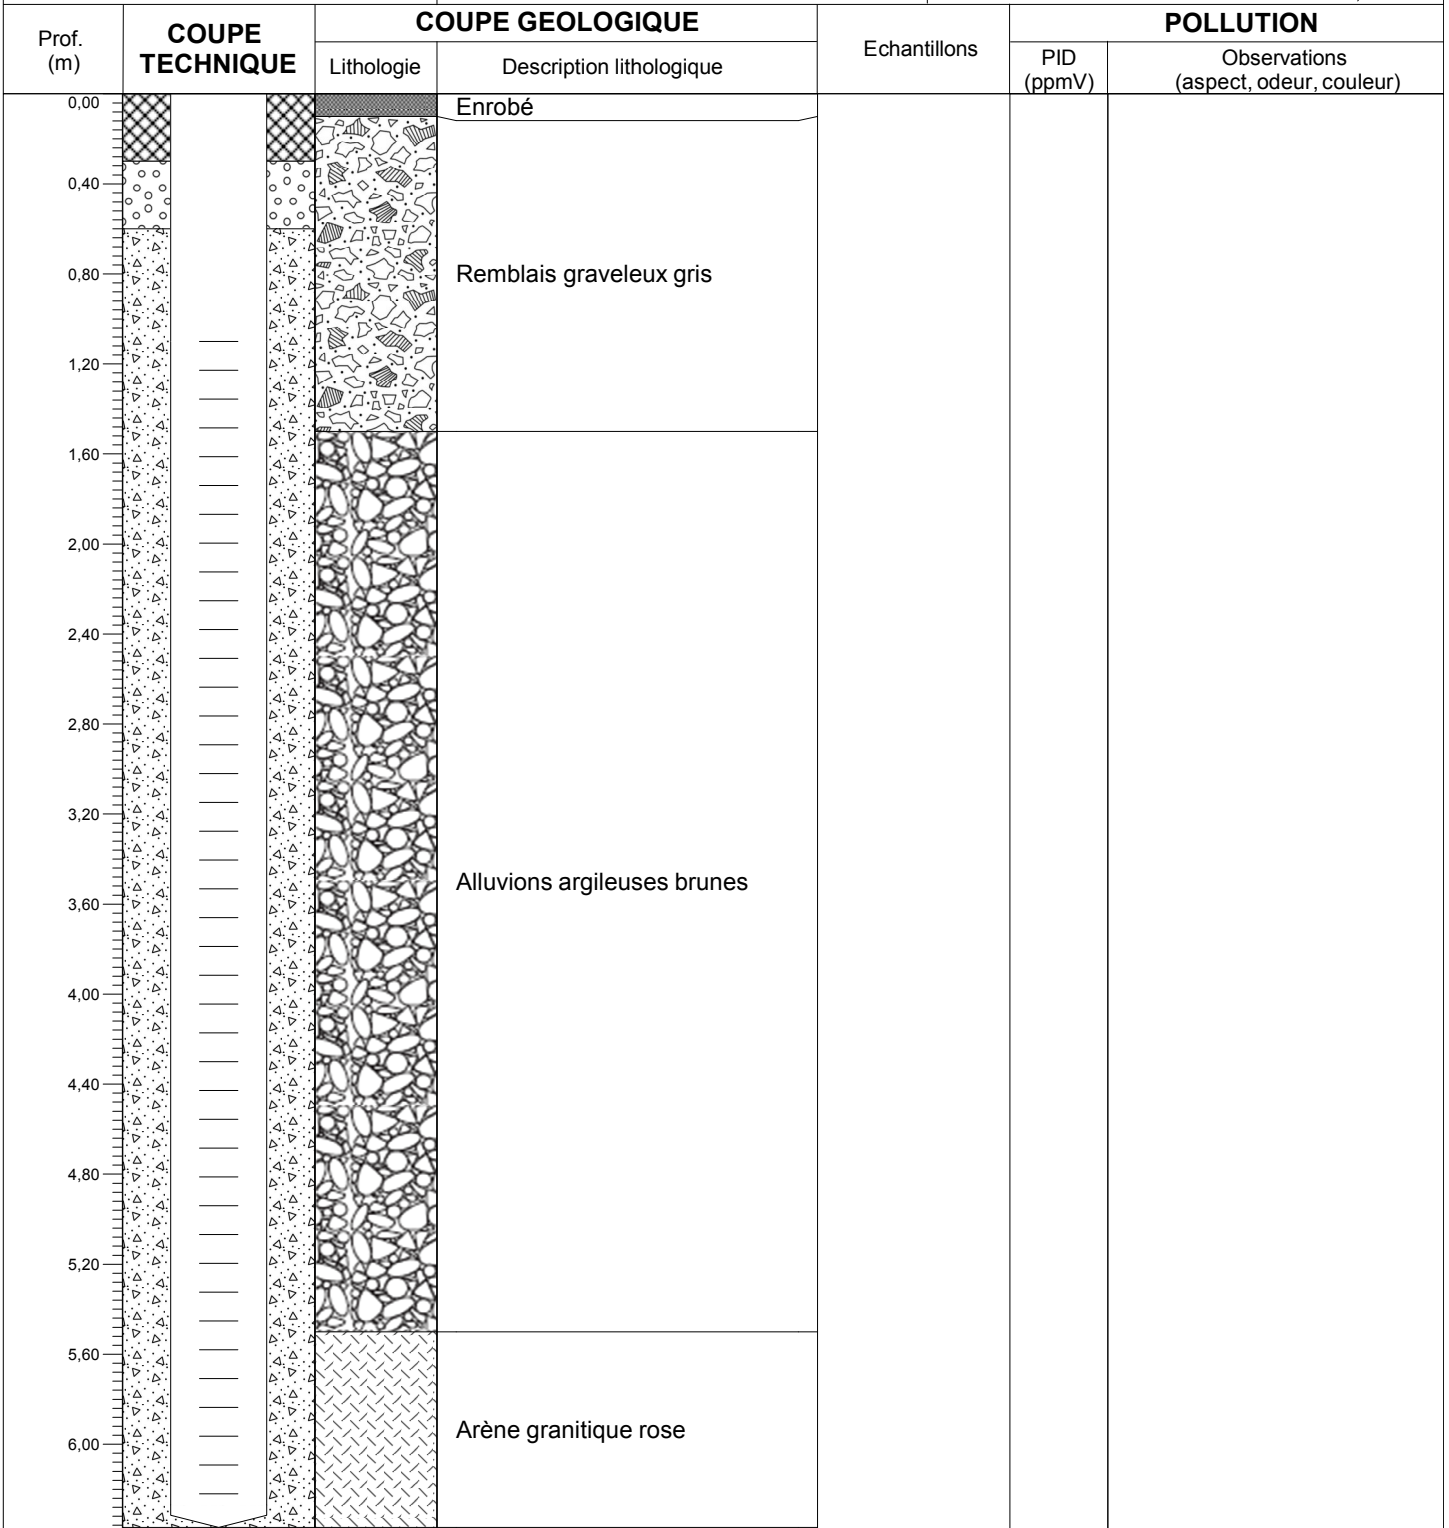 Prof.
(m)
COUPE
TECHNIQUE
COUPE GEOLOGIQUE
Lithologie
Description lithologique
Echantillons
POLLUTION
PID
(ppmV)
Observations
(aspect, odeur, couleur)
0,00
Enrobé
0,40
Remblais graveleux gris
0,80
1,20
1,60
2,00
2,40
2,80
3,20
Alluvions argileuses brunes
3,60
4,00
4,40
4,80
5,20
5,60
Arène granitique rose
6,00